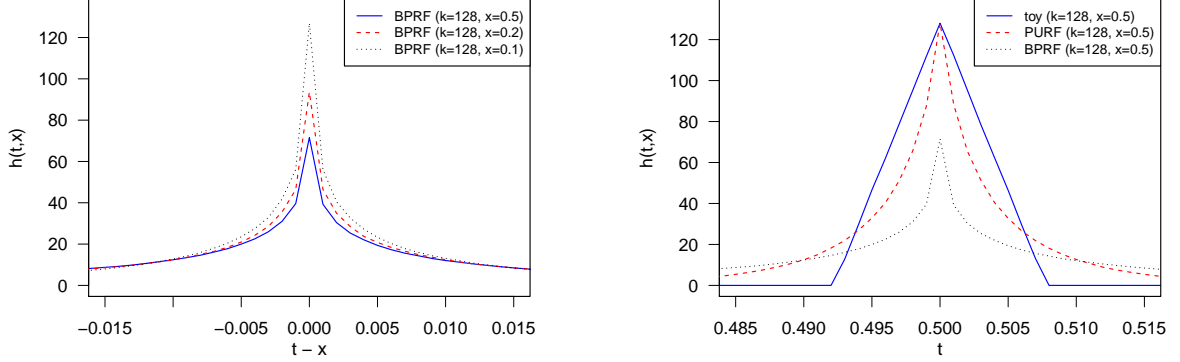 BPRF (k=128, x=0.5)
BPRF (k=128, x=0.2)
BPRF (k=128, x=0.1)
h(t,x)
120
100
80
60
40
20
0
−0.015 −0.005 0.000 0.005 0.010 0.015
t − x
toy (k=128, x=0.5)
PURF (k=128, x=0.5)
BPRF (k=128, x=0.5)
h(t,x)
120
100
80
60
40
20
0
0.485 0.490 0.495 0.500 0.505 0.510 0.515
t